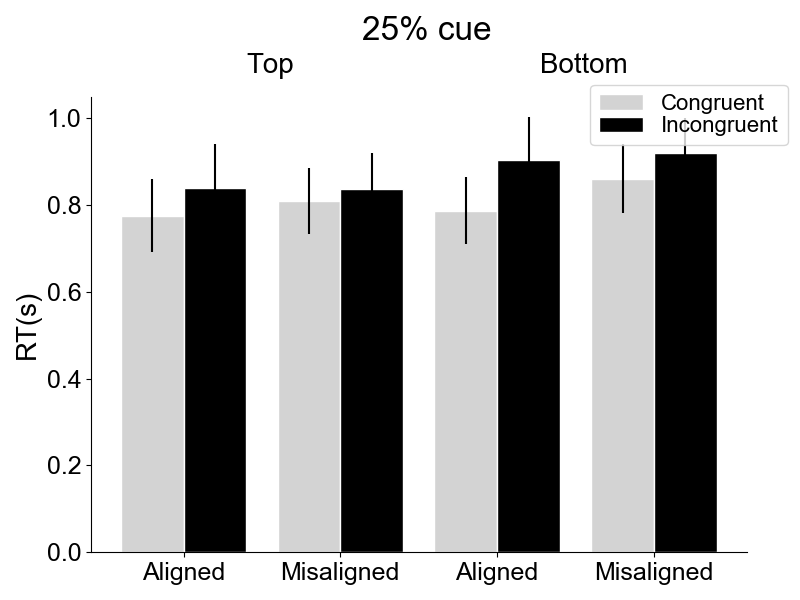 25% cue
Top
Bottom
Congruent
Incongruent
1.0
0.8
0.6
0.4
0.2
0.0
RT(s)
Aligned
Misaligned
Aligned
Misaligned